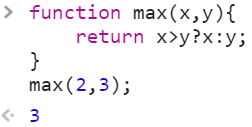 > function max(x,y){
    return x>y?x:y;
}
max(2,3);
<· 3